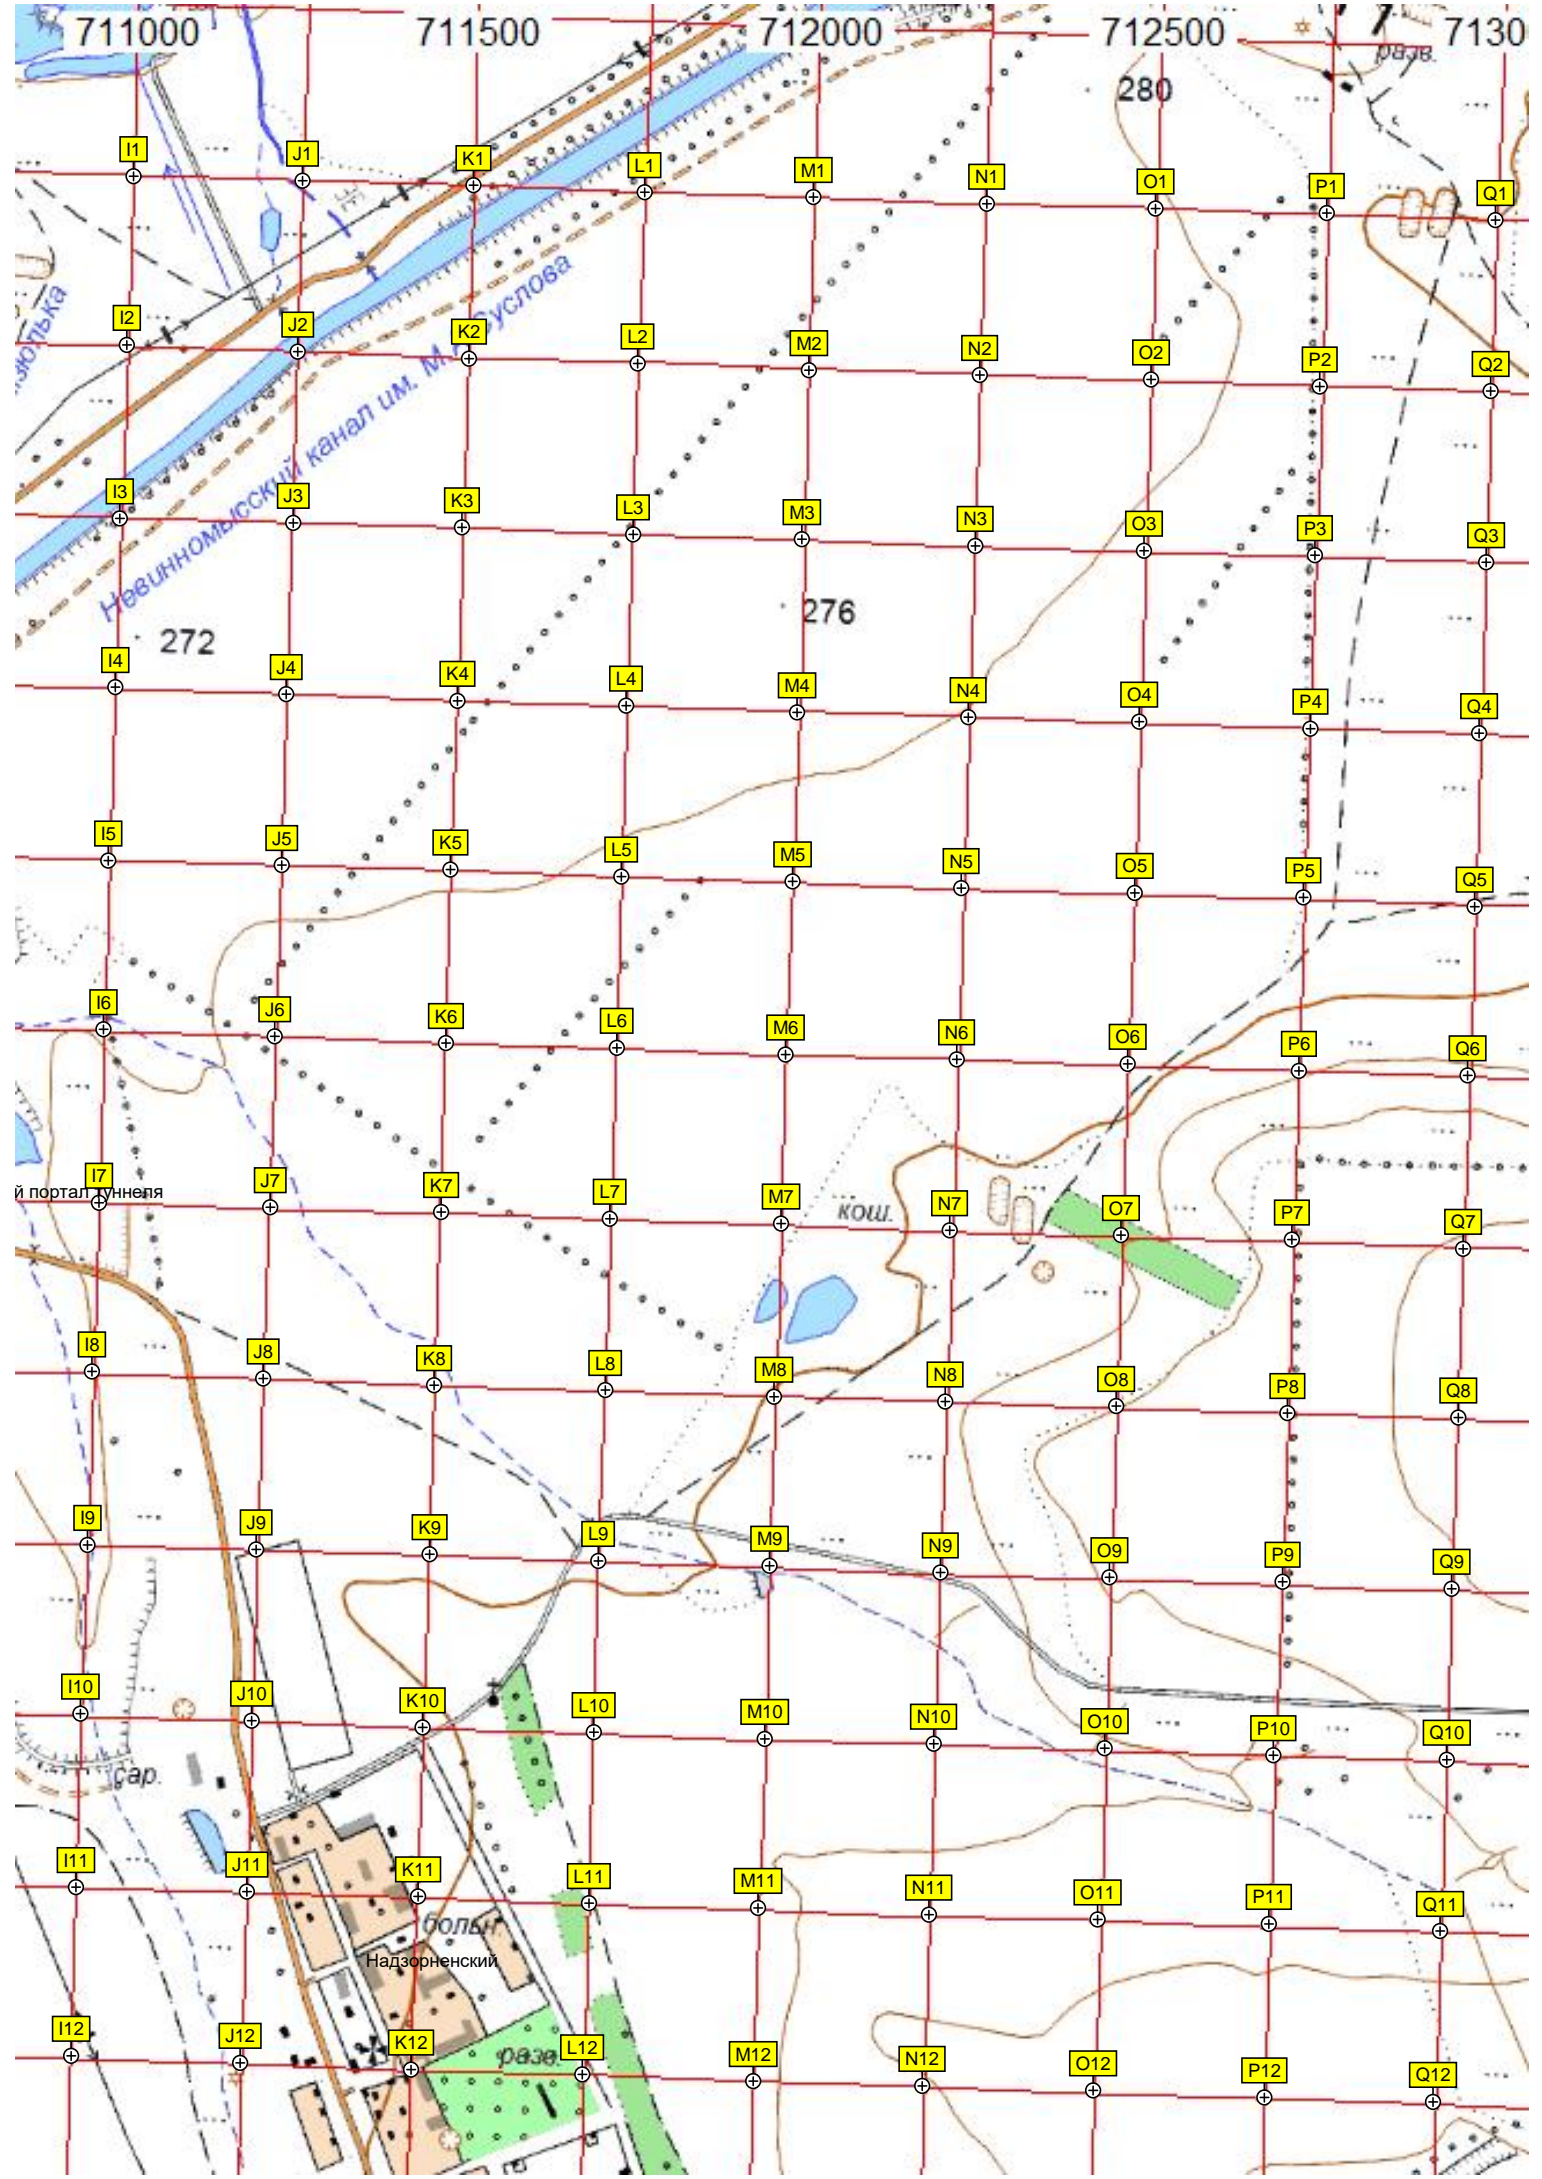 711000 711500 712000 712500 7130
разв.
280
I1 J1 K1 L1 M1 N1 O1 P1 Q1
Невинномысский канал им. М.А. Суслова
I2 J2 K2 L2 M2 N2 O2 P2 Q2
I3 J3 K3 L3 M3 N3 O3 P3 Q3
272
276
I4 J4 K4 L4 M4 N4 O4 P4 Q4
I5 J5 K5 L5 M5 N5 O5 P5 Q5
I6 J6 K6 L6 M6 N6 O6 P6 Q6
I7 J7 K7 L7 M7 N7 O7 P7 Q7
й портал туннеля
кош.
I8 J8 K8 L8 M8 N8 O8 P8 Q8
I9 J9 K9 L9 M9 N9 O9 P9 Q9
I10 J10 K10 L10 M10 N10 O10 P10 Q10
сар.
I11 J11 K11 L11 M11 N11 O11 P11 Q11
больн.
Надзорненский
I12 J12 K12 L12 M12 N12 O12 P12 Q12
разв.